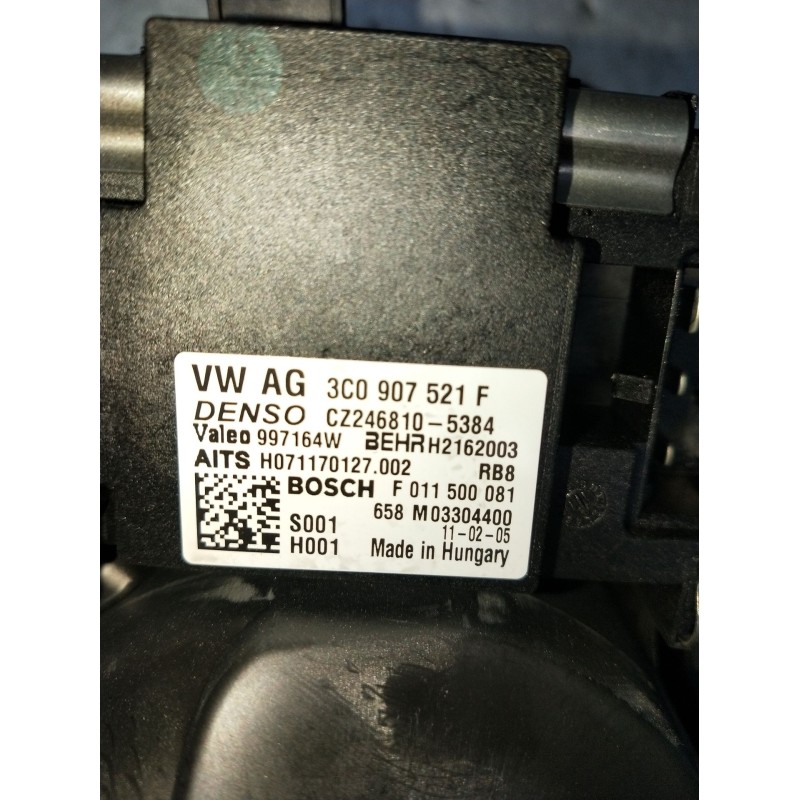 VW AG 3C0 907 521 F
DENSO CZ246810-5384
Valeo 997164W BEHR H2162003
AITS H071170127.002 RB8
BOSCH F 011 500 081
658 M 03304400
S001 11-02-05
H001 Made in Hungary